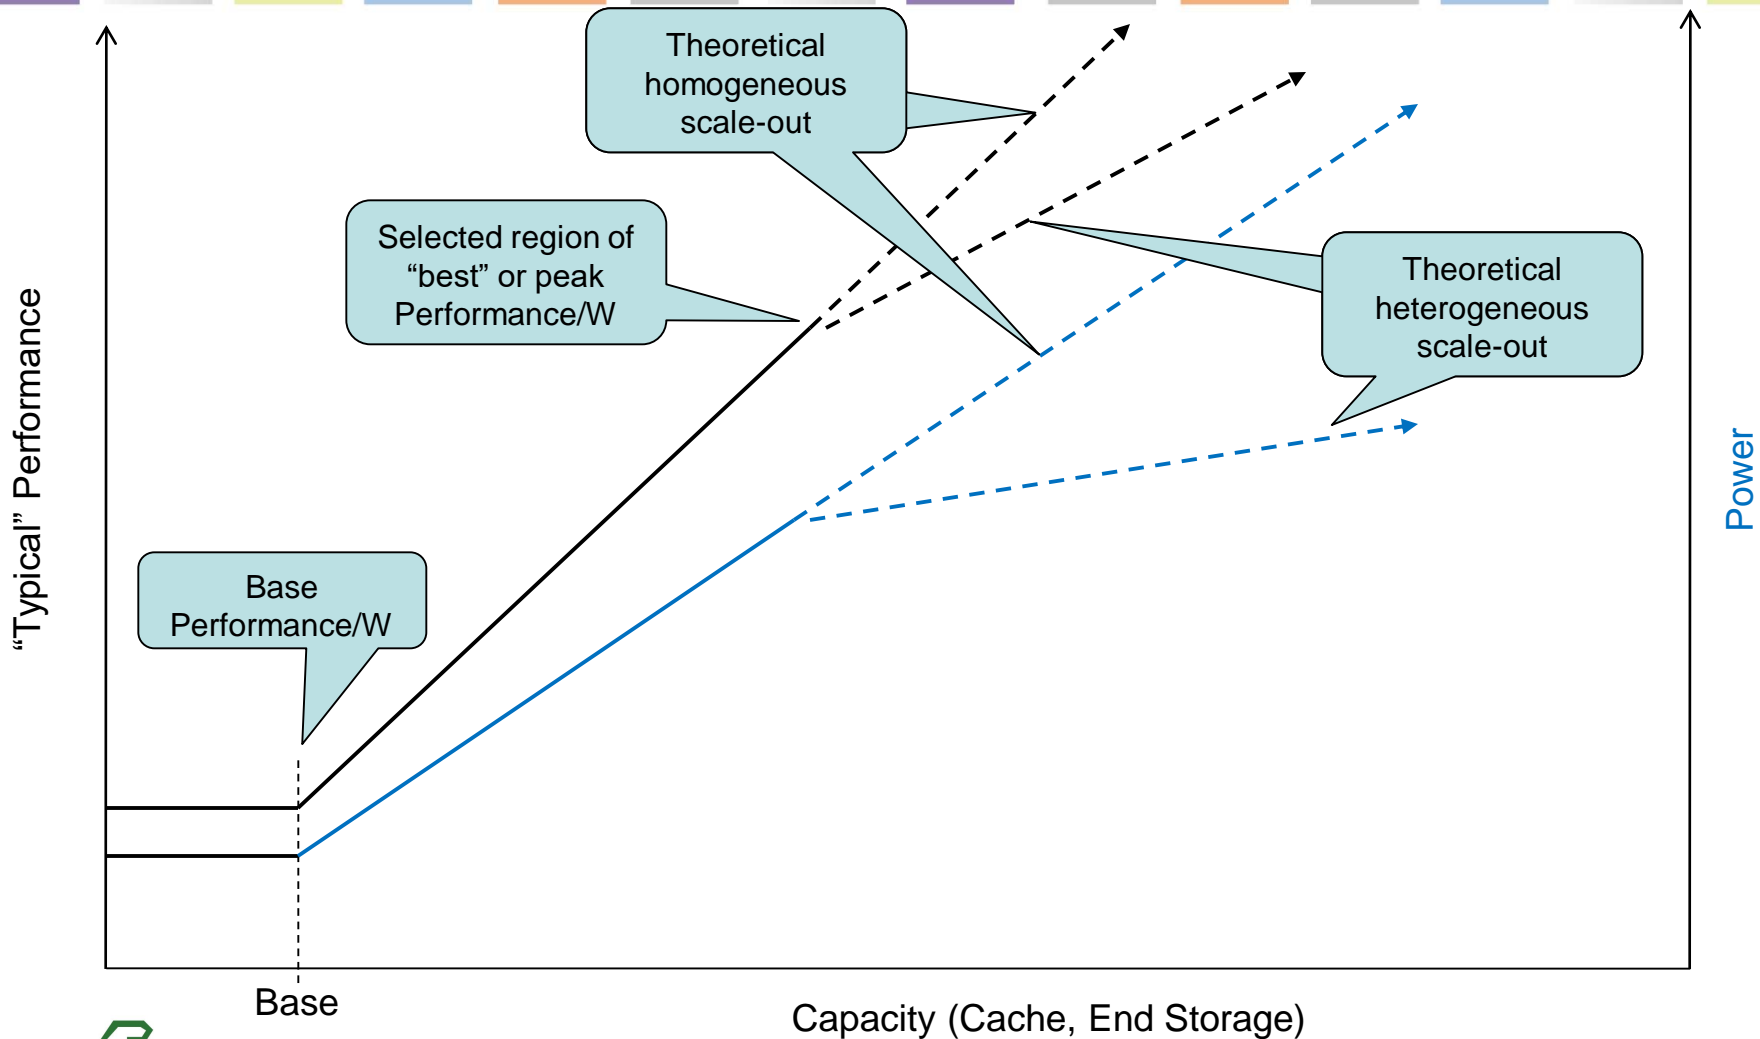 Theoretical
homogeneous
scale-out
Selected region of
“best” or peak
Performance/W
Theoretical
heterogeneous
scale-out
“Typical” Performance
Power
Base
Performance/W
Base
Capacity (Cache, End Storage)